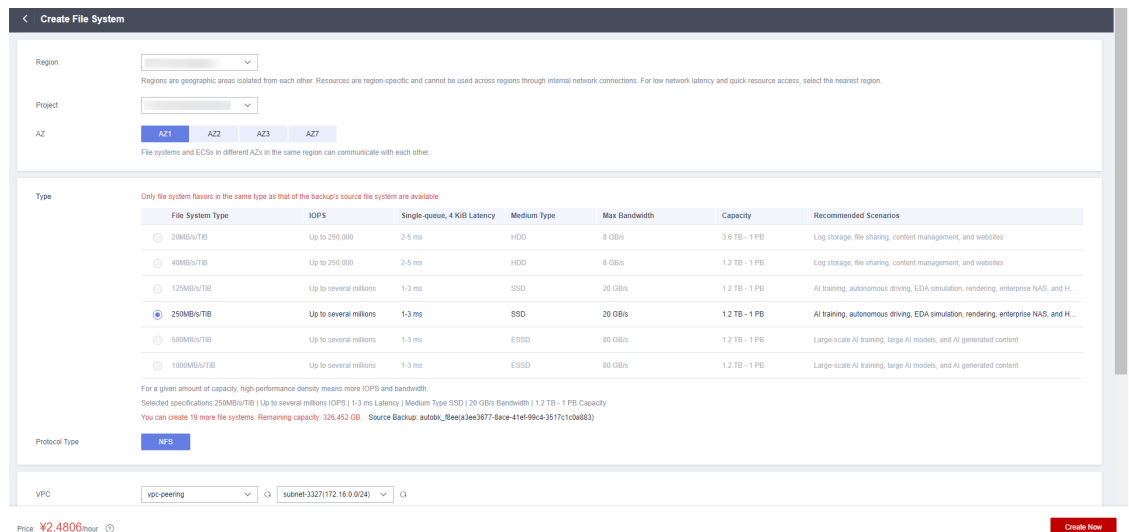 Create File System
Region
Regions are geographic areas isolated from each other. Resources are region-specific and cannot be used across regions through internal network connections. For low network latency and quick resource access, select the nearest region.
Project
AZ AZ1 AZ2 AZ3 AZ7
File systems and ECSs in different AZs in the same region can communicate with each other.
Type Only file system flavors in the same type as that of the backup's source file system are available.
File System Type IOPS Single-queue, 4 KiB Latency Medium Type Max Bandwidth Capacity Recommended Scenarios
20MB/s/TiB Up to 250,000 2-5 ms HDD 8 GB/s 3.6 TB - 1 PB Log storage, file sharing, content management, and websites
40MB/s/TiB Up to 250,000 2-5 ms HDD 8 GB/s 1.2 TB - 1 PB Log storage, file sharing, content management, and websites
125MB/s/TiB Up to several millions 1-3 ms SSD 20 GB/s 1.2 TB - 1 PB AI training, autonomous driving, EDA simulation, rendering, enterprise NAS, and H...
250MB/s/TiB Up to several millions 1-3 ms SSD 20 GB/s 1.2 TB - 1 PB AI training, autonomous driving, EDA simulation, rendering, enterprise NAS, and H...
500MB/s/TiB Up to several millions 1-3 ms ESSD 80 GB/s 1.2 TB - 1 PB Large-scale AI training, large AI models, and AI generated content
1000MB/s/TiB Up to several millions 1-3 ms ESSD 80 GB/s 1.2 TB - 1 PB Large-scale AI training, large AI models, and AI generated content
For a given amount of capacity, high performance density means more IOPS and bandwidth.
Selected specifications:250MB/s/TiB | Up to several millions IOPS | 1-3 ms Latency | Medium Type SSD | 20 GB/s Bandwidth | 1.2 TB - 1 PB Capacity
You can create 19 more file systems. Remaining capacity: 326,452 GB. Source Backup: autobk_f8ee(a3ee3677-8ace-41ef-99c4-3517c1c0a883)
Protocol Type NFS
VPC vpc-peering subnet-3327(172.16.0.0/24)
Price: ¥2.4806/hour Create Now